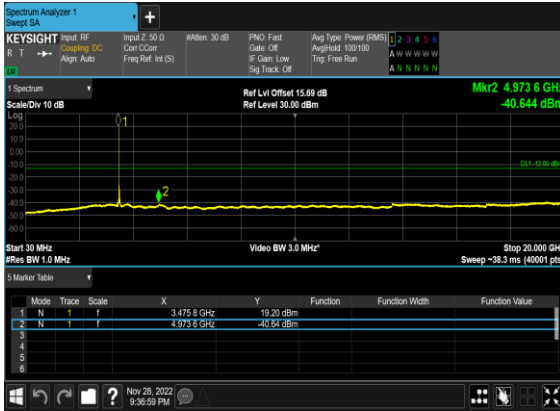 Spectrum Analyzer 1
Swept SA
+
KEYSIGHT Input: RF Input Z: 50 Ω #Atten: 30 dB PNO: Fast Avg Type: Power (RMS) 1 2 3 4 5 6
R T Coupling: DC Corr CCorr Gate: Off Avg|Hold: 100/100 A W W W W W
Align: Auto Freq Ref: Int (S) IF Gain: Low Trig: Free Run
Sig Track: Off A N N N N N
1 Spectrum Ref Lvl Offset 15.69 dB Mkr2 4.973 6 GHz
Scale/Div 10 dB Ref Level 30.00 dBm -40.644 dBm
Log
20.0
10.0
0.00
-10.0
-20.0
-30.0
-40.0
-50.0
-60.0
1
2
DL1 -13.00 dBm
Start 30 MHz Video BW 3.0 MHz* Stop 20.000 GH
#Res BW 1.0 MHz Sweep ~38.3 ms (40001 pts
5 Marker Table
Mode Trace Scale X Y Function Function Width Function Value
1 N 1 f 3.475 8 GHz 19.20 dBm
2 N 1 f 4.973 6 GHz -40.64 dBm
3
4
5
6
? Nov 28, 2022
9:36:59 PM